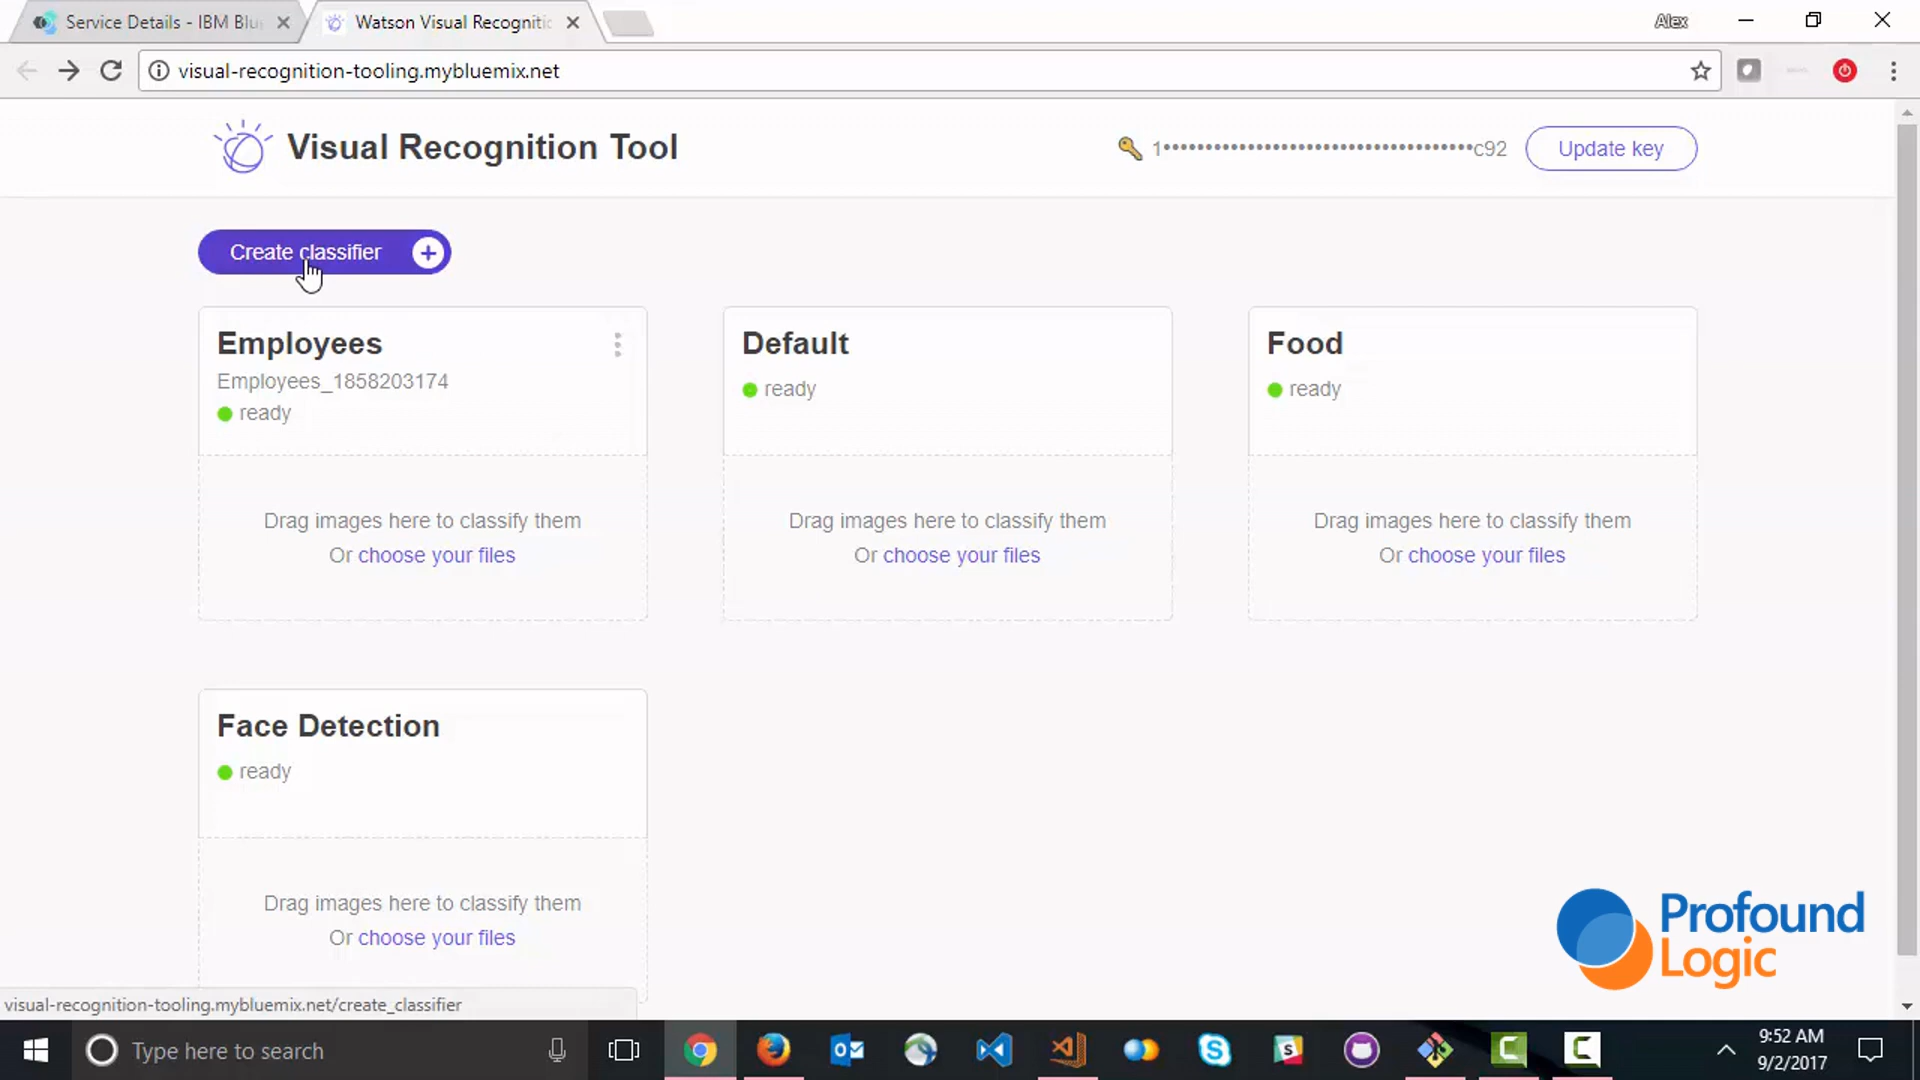 Service Details - IBM Blu
Watson Visual Recognitic
Alex
visual-recognition-tooling.mybluemix.net
Visual Recognition Tool
1•••••••••••••••••••••••••••••••••••••c92
Update key
Create classifier
Employees
Employees_1858203174
ready
Drag images here to classify them
Or choose your files
Default
ready
Drag images here to classify them
Or choose your files
Food
ready
Drag images here to classify them
Or choose your files
Face Detection
ready
Drag images here to classify them
Or choose your files
Profound
Logic
visual-recognition-tooling.mybluemix.net/create_classifier
Type here to search
9:52 AM
9/2/2017